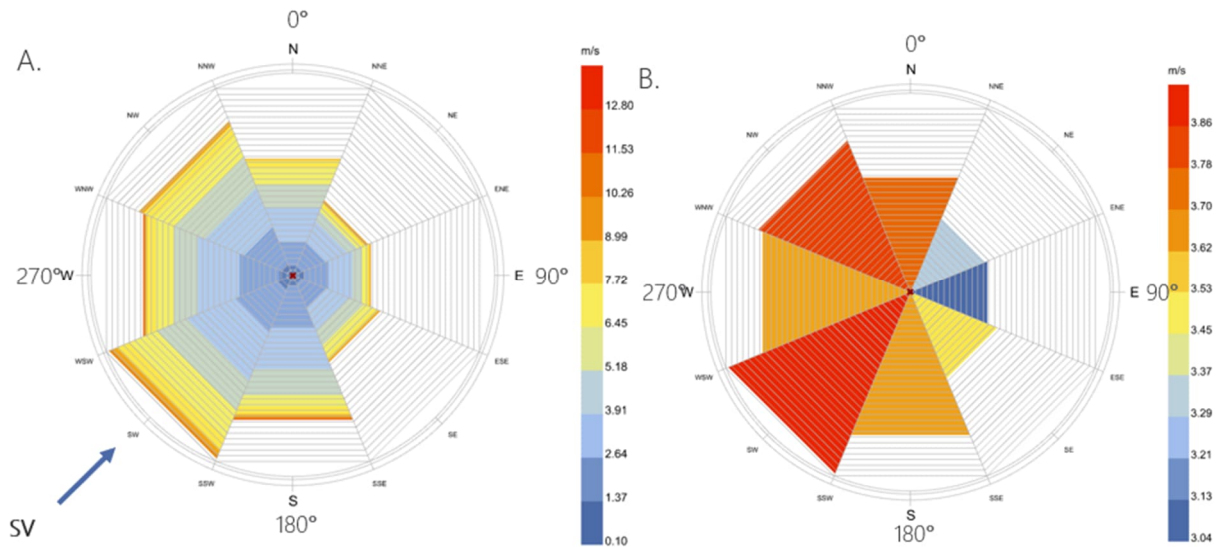 A.
0°
N
NNW
NNE
NW
NE
WNW
ENE
270°W
E 90°
WSW
ESE
SW
SE
SSW
SSE
S
180°
SV
m/s
12.80
11.53
10.26
8.99
7.72
6.45
5.18
3.91
2.64
1.37
0.10
B.
0°
N
NNW
NNE
NW
NE
WNW
ENE
270°W
E 90°
WSW
ESE
SW
SE
SSW
SSE
S
180°
m/s
3.86
3.78
3.70
3.62
3.53
3.45
3.37
3.29
3.21
3.13
3.04